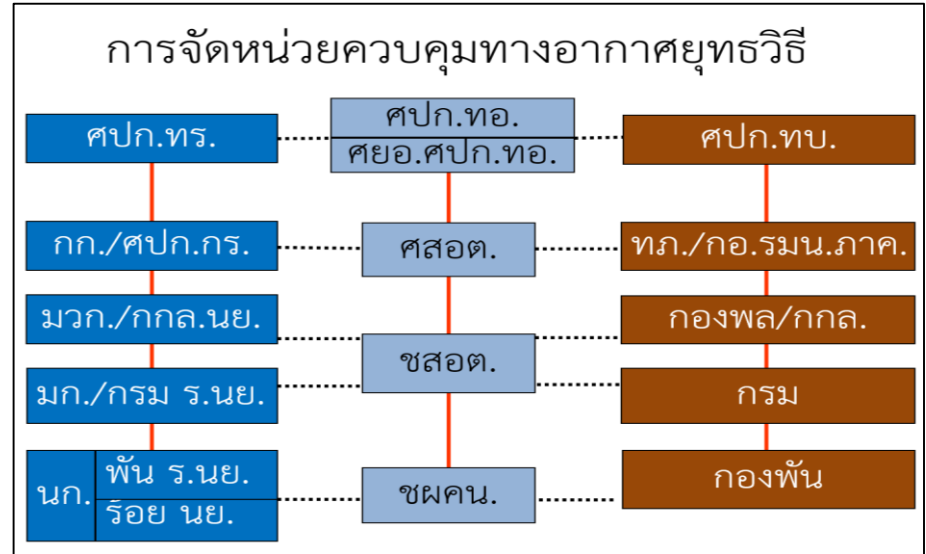 การจัดหน่วยควบคุมทางอากาศยุทธวิธี
ศปก.ทร.
ศปก.ทอ.
ศยอ.ศปก.ทอ.
ศปก.ทบ.
กก./ศปก.กร.
ศสอต.
ทภ./กอ.รมน.ภาค.
มวก./กกล.นย.
กองพล/กกล.
ชสอต.
มก./กรม ร.นย.
กรม
นก.
พัน ร.นย.
ร้อย นย.
ชผคน.
กองพัน